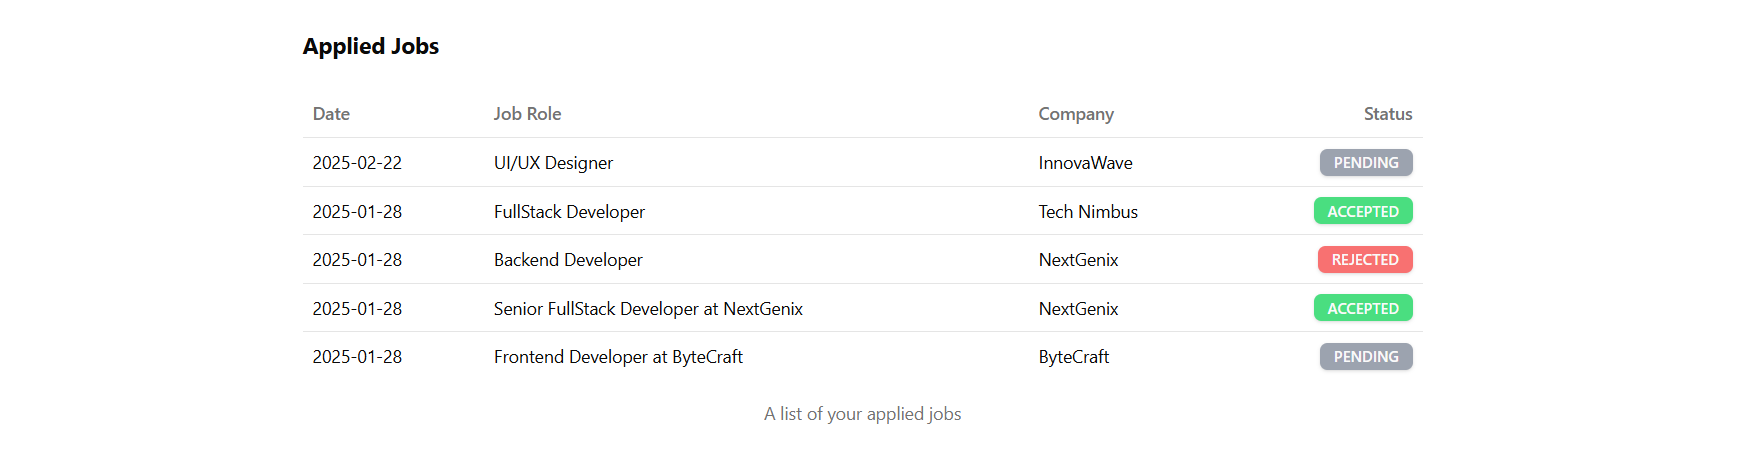 Applied Jobs
Date Job Role Company Status
2025-02-22 UI/UX Designer InnovaWave PENDING
2025-01-28 FullStack Developer Tech Nimbus ACCEPTED
2025-01-28 Backend Developer NextGenix REJECTED
2025-01-28 Senior FullStack Developer at NextGenix NextGenix ACCEPTED
2025-01-28 Frontend Developer at ByteCraft ByteCraft PENDING
A list of your applied jobs